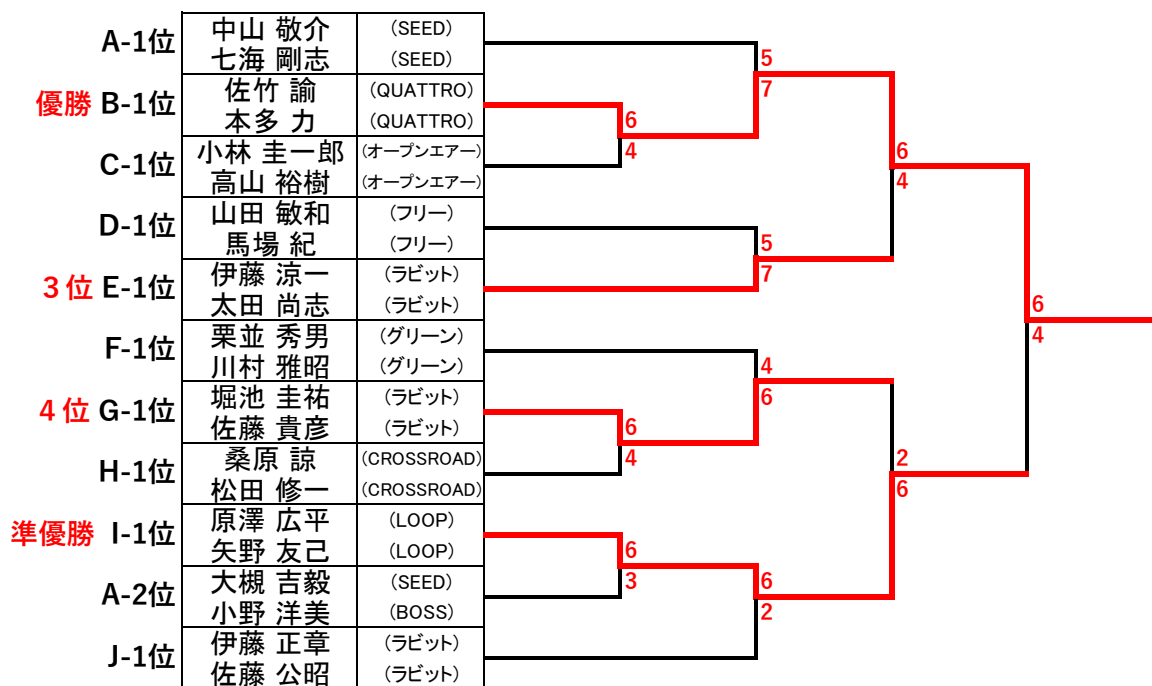 A-1位 中山 敬介 (SEED)
七海 剛志 (SEED)
5
優勝 B-1位 佐竹 諭 (QUATTRO)
7
本多 力 (QUATTRO)
6
C-1位 小林 圭一郎 (オープンエアー)
4
6
高山 裕樹 (オープンエアー)
4
D-1位 山田 敏和 (フリー)
馬場 紀 (フリー)
5
３位 E-1位 伊藤 涼一 (ラビット)
7
太田 尚志 (ラビット)
6
F-1位 栗並 秀男 (グリーン)
4
川村 雅昭 (グリーン)
4
４位 G-1位 堀池 圭祐 (ラビット)
6
佐藤 貴彦 (ラビット)
6
H-1位 桑原 諒 (CROSSROAD)
4
2
松田 修一 (CROSSROAD)
6
準優勝 I-1位 原澤 広平 (LOOP)
矢野 友己 (LOOP)
6
A-2位 大槻 吉毅 (SEED)
3
6
小野 洋美 (BOSS)
2
J-1位 伊藤 正章 (ラビット)
佐藤 公昭 (ラビット)